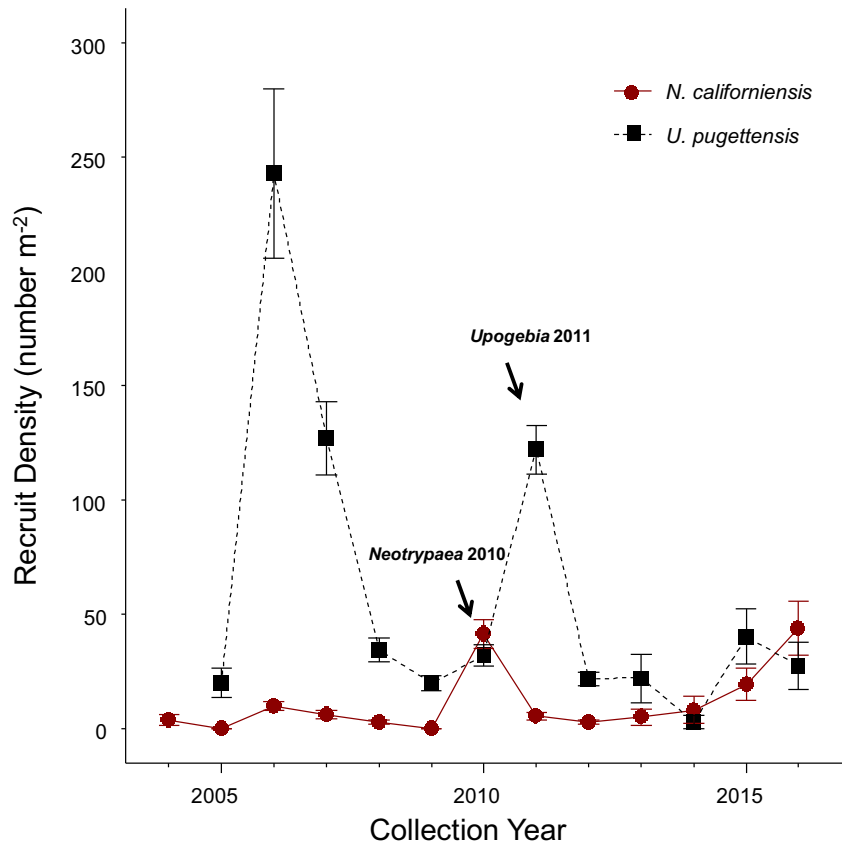 300
250
200
150
100
50
0
Recruit Density (number m⁻²)
N. californiensis
U. pugettensis
Upogebia 2011
Neotrypaea 2010
2005
2010
2015
Collection Year